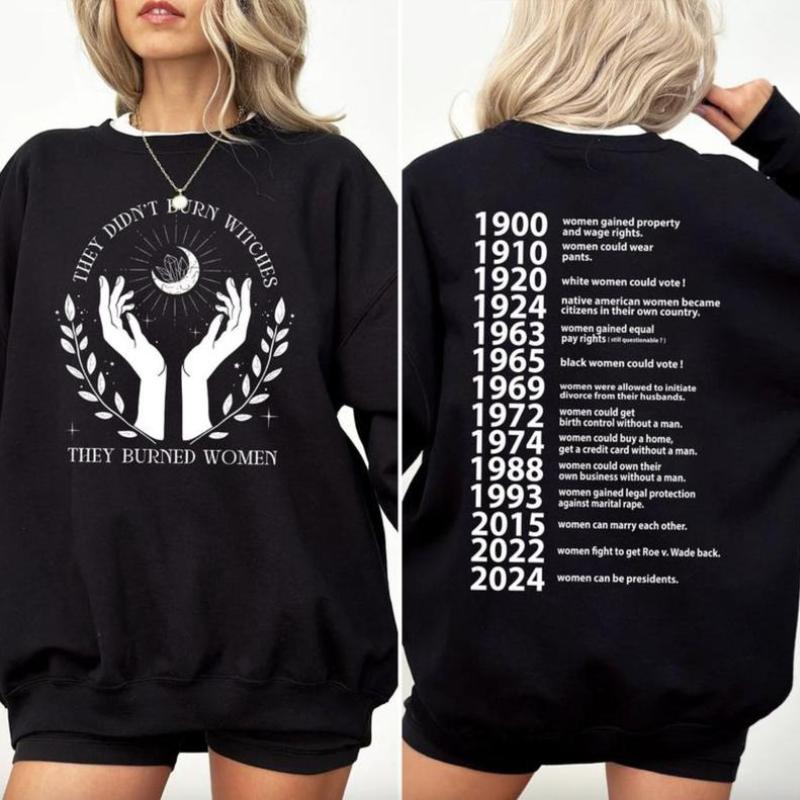 THEY DIDN'T BURN WITCHES
THEY BURNED WOMEN
1900 women gained property
and wage rights.
1910 women could wear
pants.
1920 white women could vote !
1924 native american women became
citizens in their own country.
1963 women gained equal
pay rights ( still questionable ? )
1965 black women could vote !
1969 women were allowed to initiate
divorce from their husbands.
1972 women could get
birth control without a man.
1974 women could buy a home,
get a credit card without a man.
1988 women could own their
own business without a man.
1993 women gained legal protection
against marital rape.
2015 women can marry each other.
2022 women fight to get Roe v. Wade back.
2024 women can be presidents.